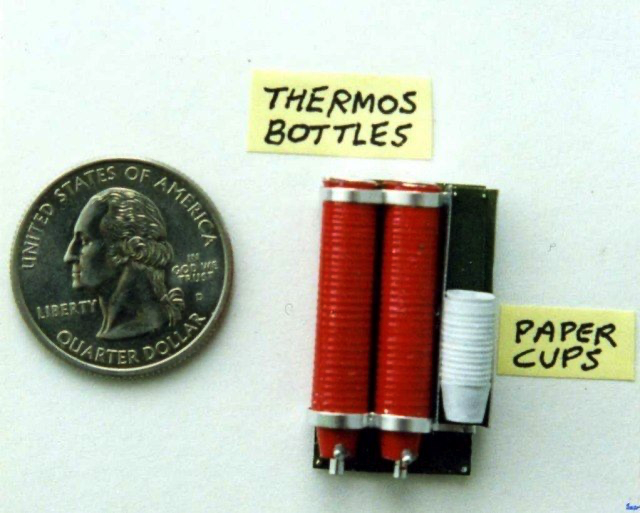 THERMOS
BOTTLES
UNITED STATES OF AMERICA
IN
GOD WE
TRUST
LIBERTY
QUARTER DOLLAR
PAPER
CUPS